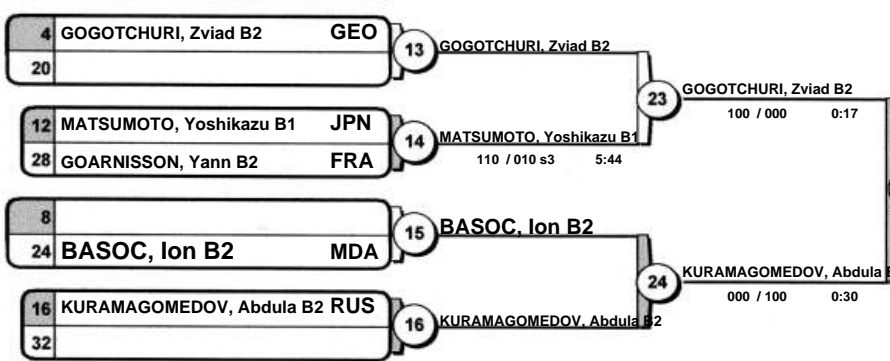 4 GOGOTCHURI, Zviad B2 GEO
20
13 GOGOTCHURI, Zviad B2
12 MATSUMOTO, Yoshikazu B1 JPN
28 GOARNISSON, Yann B2 FRA
14 MATSUMOTO, Yoshikazu B1
110 / 010 s3 5:44
23 GOGOTCHURI, Zviad B2
100 / 000 0:17
8
24 BASOC, Ion B2 MDA
15 BASOC, Ion B2
16 KURAMAGOMEDOV, Abdula B2 RUS
32
16 KURAMAGOMEDOV, Abdula B2
24 KURAMAGOMEDOV, Abdula
000 / 100 0:30